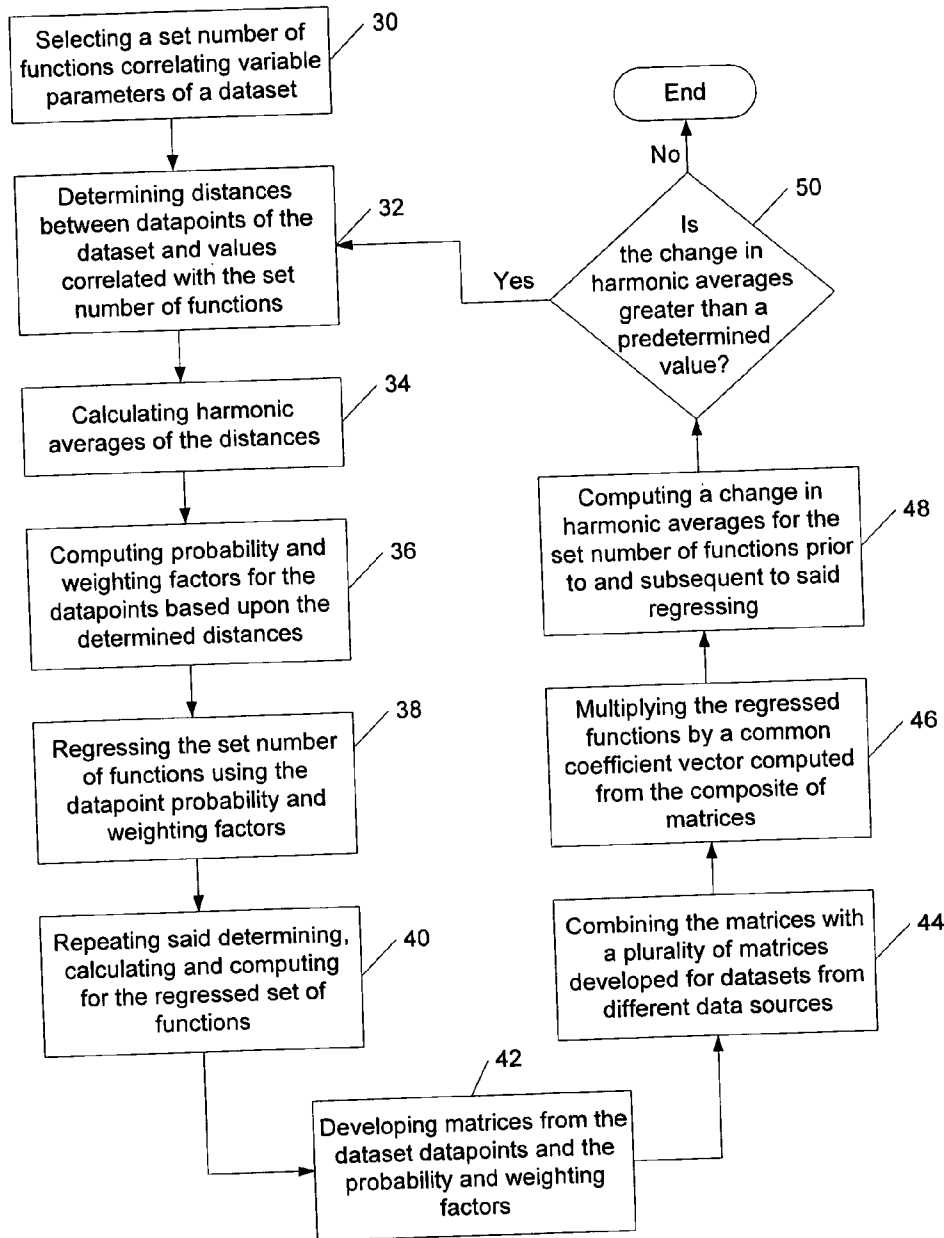 Selecting a set number of
functions correlating variable
parameters of a dataset
30
Determining distances
between datapoints of the
dataset and values
correlated with the set
number of functions
32
Calculating harmonic
averages of the distances
34
Computing probability and
weighting factors for the
datapoints based upon the
determined distances
36
Regressing the set number
of functions using the
datapoint probability and
weighting factors
38
Repeating said determining,
calculating and computing
for the regressed set of
functions
40
42
Developing matrices from the
dataset datapoints and the
probability and weighting
factors
Combining the matrices with
a plurality of matrices
developed for datasets from
different data sources
44
Multiplying the regressed
functions by a common
coefficient vector computed
from the composite of
matrices
46
Computing a change in
harmonic averages for the
set number of functions prior
to and subsequent to said
regressing
48
Is
the change in
harmonic averages
greater than a
predetermined
value?
50
Yes
No
End